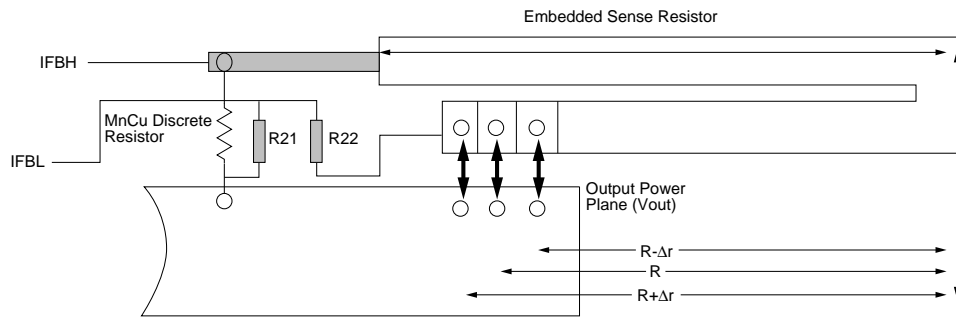 Embedded Sense Resistor
IFBH
MnCu Discrete
Resistor
R21
R22
IFBL
Output Power
Plane (Vout)
R-Δr
R
R+Δr